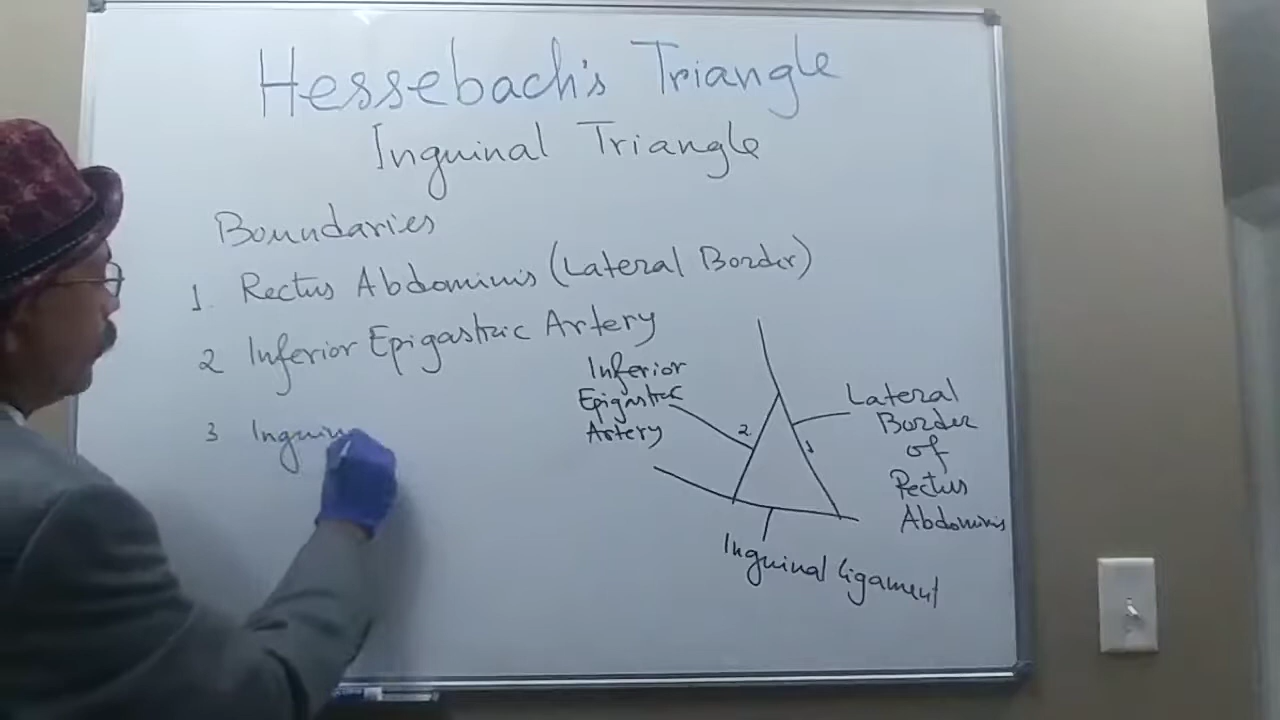 Hessebach's Triangle
Inguinal Triangle
Boundaries
1. Rectus Abdominis (Lateral Border)
2 Inferior Epigastric Artery
3 Inguin
Inferior
Epigastric
Artery
2
1
Lateral
Border
of
Rectus
Abdominis
Inguinal Ligament